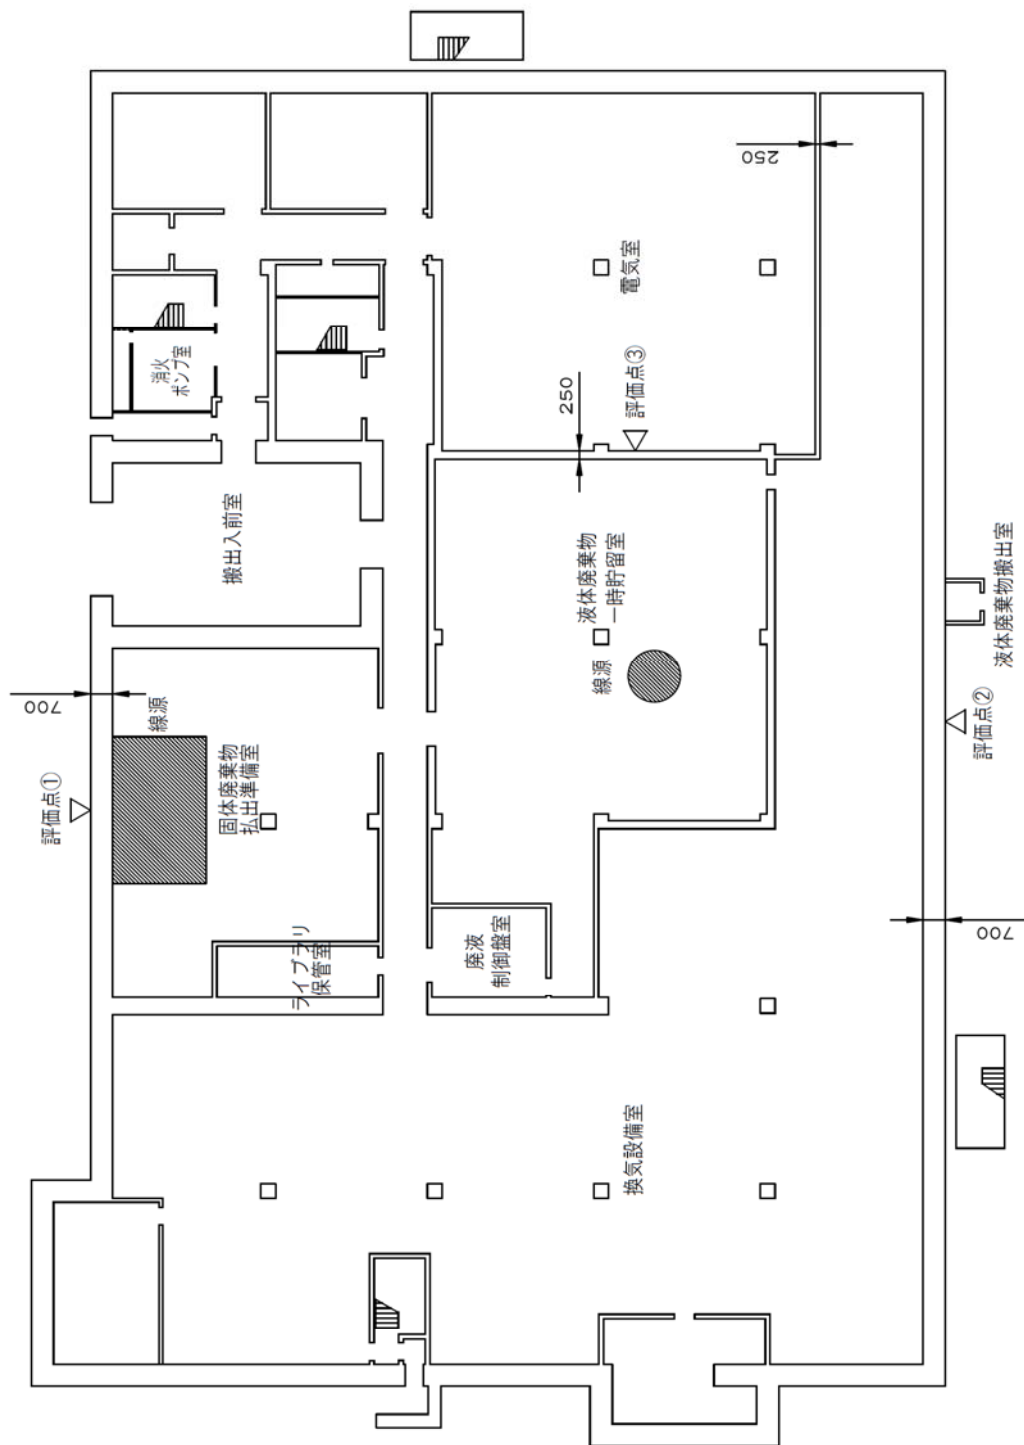 消火
ポンプ室
搬出入前室
250
電気室
250
評価点③
700
線源
評価点①
固体廃棄物
払出準備室
液体廃棄物
一時貯留室
線源
液体廃棄物搬出室
評価点②
ライブラリ
保管室
廃液
制御盤室
700
換気設備室